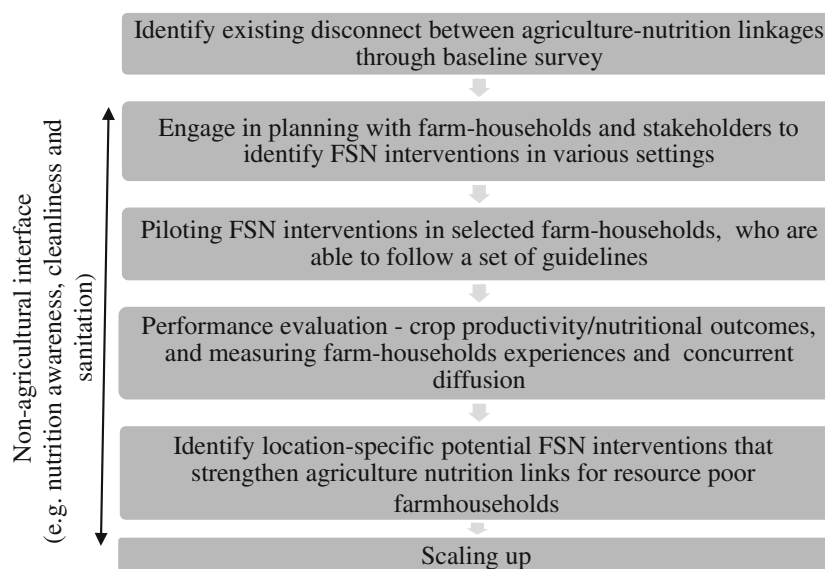 Identify existing disconnect between agriculture-nutrition linkages
through baseline survey
Engage in planning with farm-households and stakeholders to
identify FSN interventions in various settings
Piloting FSN interventions in selected farm-households, who are
able to follow a set of guidelines
Performance evaluation - crop productivity/nutritional outcomes,
and measuring farm-households experiences and concurrent
diffusion
Identify location-specific potential FSN interventions that
strengthen agriculture nutrition links for resource poor
farmhouseholds
Scaling up
Non-agricultural interface
(e.g. nutrition awareness, cleanliness and
sanitation)